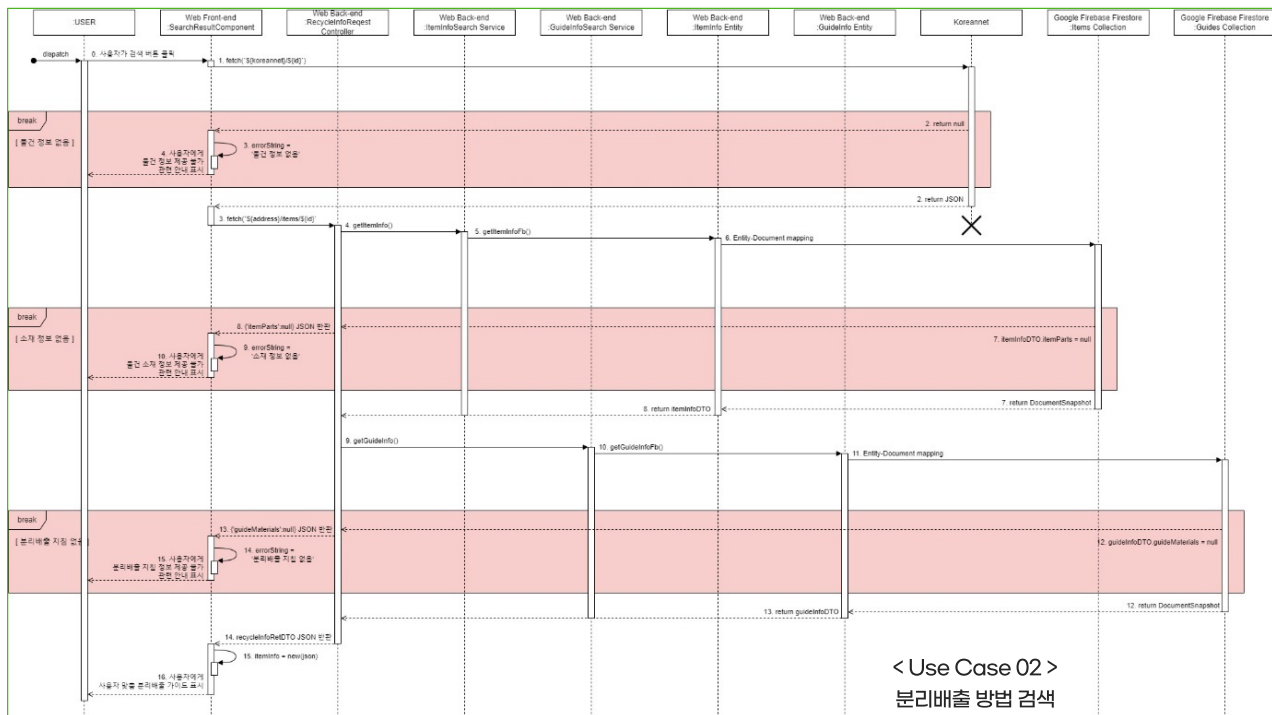 :USER
Web Front-end
:SearchResultComponent
Web Back-end
:RecycleInfoReqest
Controller
Web Back-end
:ItemInfoSearch Service
Web Back-end
:GuideInfoSearch Service
Web Back-end
:ItemInfo Entity
Web Back-end
:GuideInfo Entity
Koreannet
Google Firebase Firestore
:Items Collection
Google Firebase Firestore
:Guides Collection
dispatch
0. 사용자가 검색 버튼 클릭
1. fetch(`${koreannet}/${id}`)
break
[ 물건 정보 없음 ]
2. return null
3. errorString =
'물건 정보 없음'
4. 사용자에게
물건 정보 제공 불가
관련 안내 표시
2. return JSON
3. fetch(`${address}/items/${id}`
4. getItemInfo()
5. getItemInfoFb()
6. Entity-Document mapping
break
[ 소재 정보 없음 ]
7. itemInfoDTO.itemParts = null
8. {'itemParts':null} JSON 반환
9. errorString =
'소재 정보 없음'
10. 사용자에게
물건 소재 정보 제공 불가
관련 안내 표시
7. return DocumentSnapshot
8. return itemInfoDTO
9. getGuideInfo()
10. getGuideInfoFb()
11. Entity-Document mapping
break
[ 분리배출 지침 없음 ]
12. guideInfoDTO.guideMaterials = null
13. {'guideMaterials':null} JSON 반환
14. errorString =
'분리배출 지침 없음'
15. 사용자에게
분리배출 지침 정보 제공 불가
관련 안내 표시
12. return DocumentSnapshot
13. return guideInfoDTO
14. recycleInfoRetDTO JSON 반환
15. itemInfo = new(json)
16. 사용자에게
사용자 맞춤 분리배출 가이드 표시
< Use Case 02 >
분리배출 방법 검색